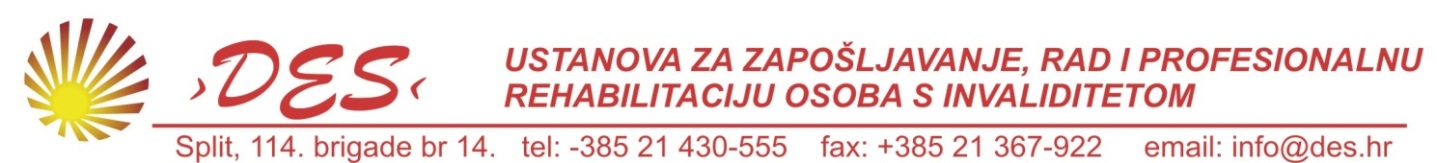 ›DES‹
USTANOVA ZA ZAPOŠLJAVANJE, RAD I PROFESIONALNU
REHABILITACIJU OSOBA S INVALIDITETOM
Split, 114. brigade br 14. tel: -385 21 430-555 fax: +385 21 367-922 email: info@des.hr